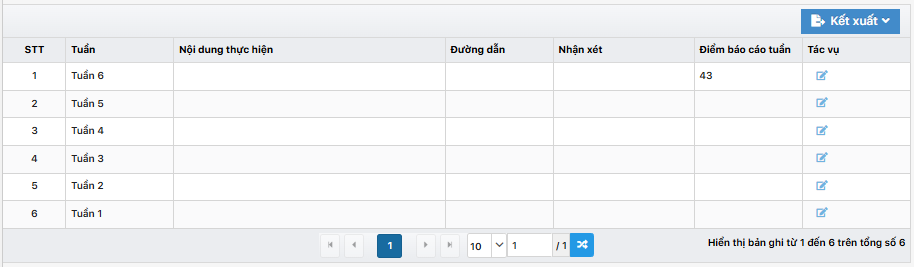 Kết xuất
STT Tuần Nội dung thực hiện Đường dẫn Nhận xét Điểm báo cáo tuần Tác vụ
1 Tuần 6 43
2 Tuần 5
3 Tuần 4
4 Tuần 3
5 Tuần 2
6 Tuần 1
1 10 1 / 1 Hiển thị bản ghi từ 1 đến 6 trên tổng số 6